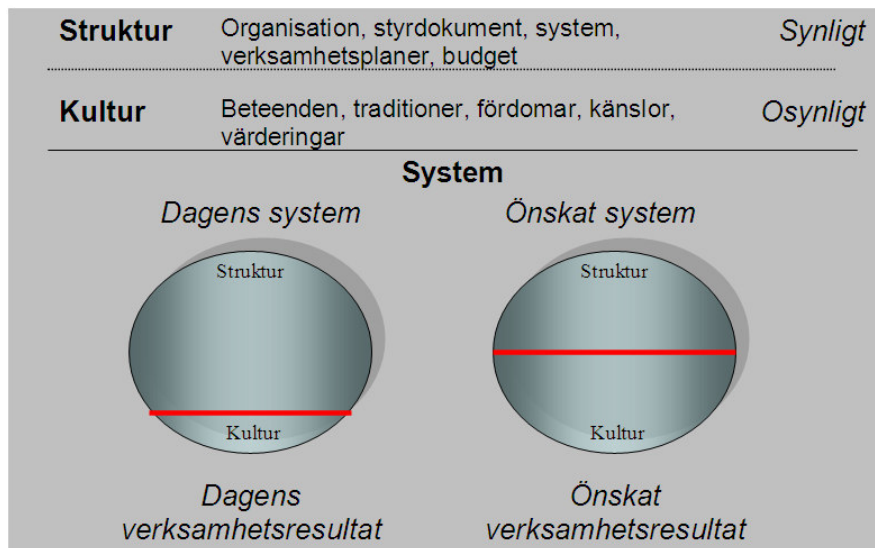 Struktur Organisation, styrdokument, system, Synligt
verksamhetsplaner, budget
Kultur Beteenden, traditioner, fördomar, känslor, Osynligt
värderingar
System
Dagens system Önskat system
Struktur Struktur
Kultur Kultur
Dagens Önskat
verksamhetsresultat verksamhetsresultat